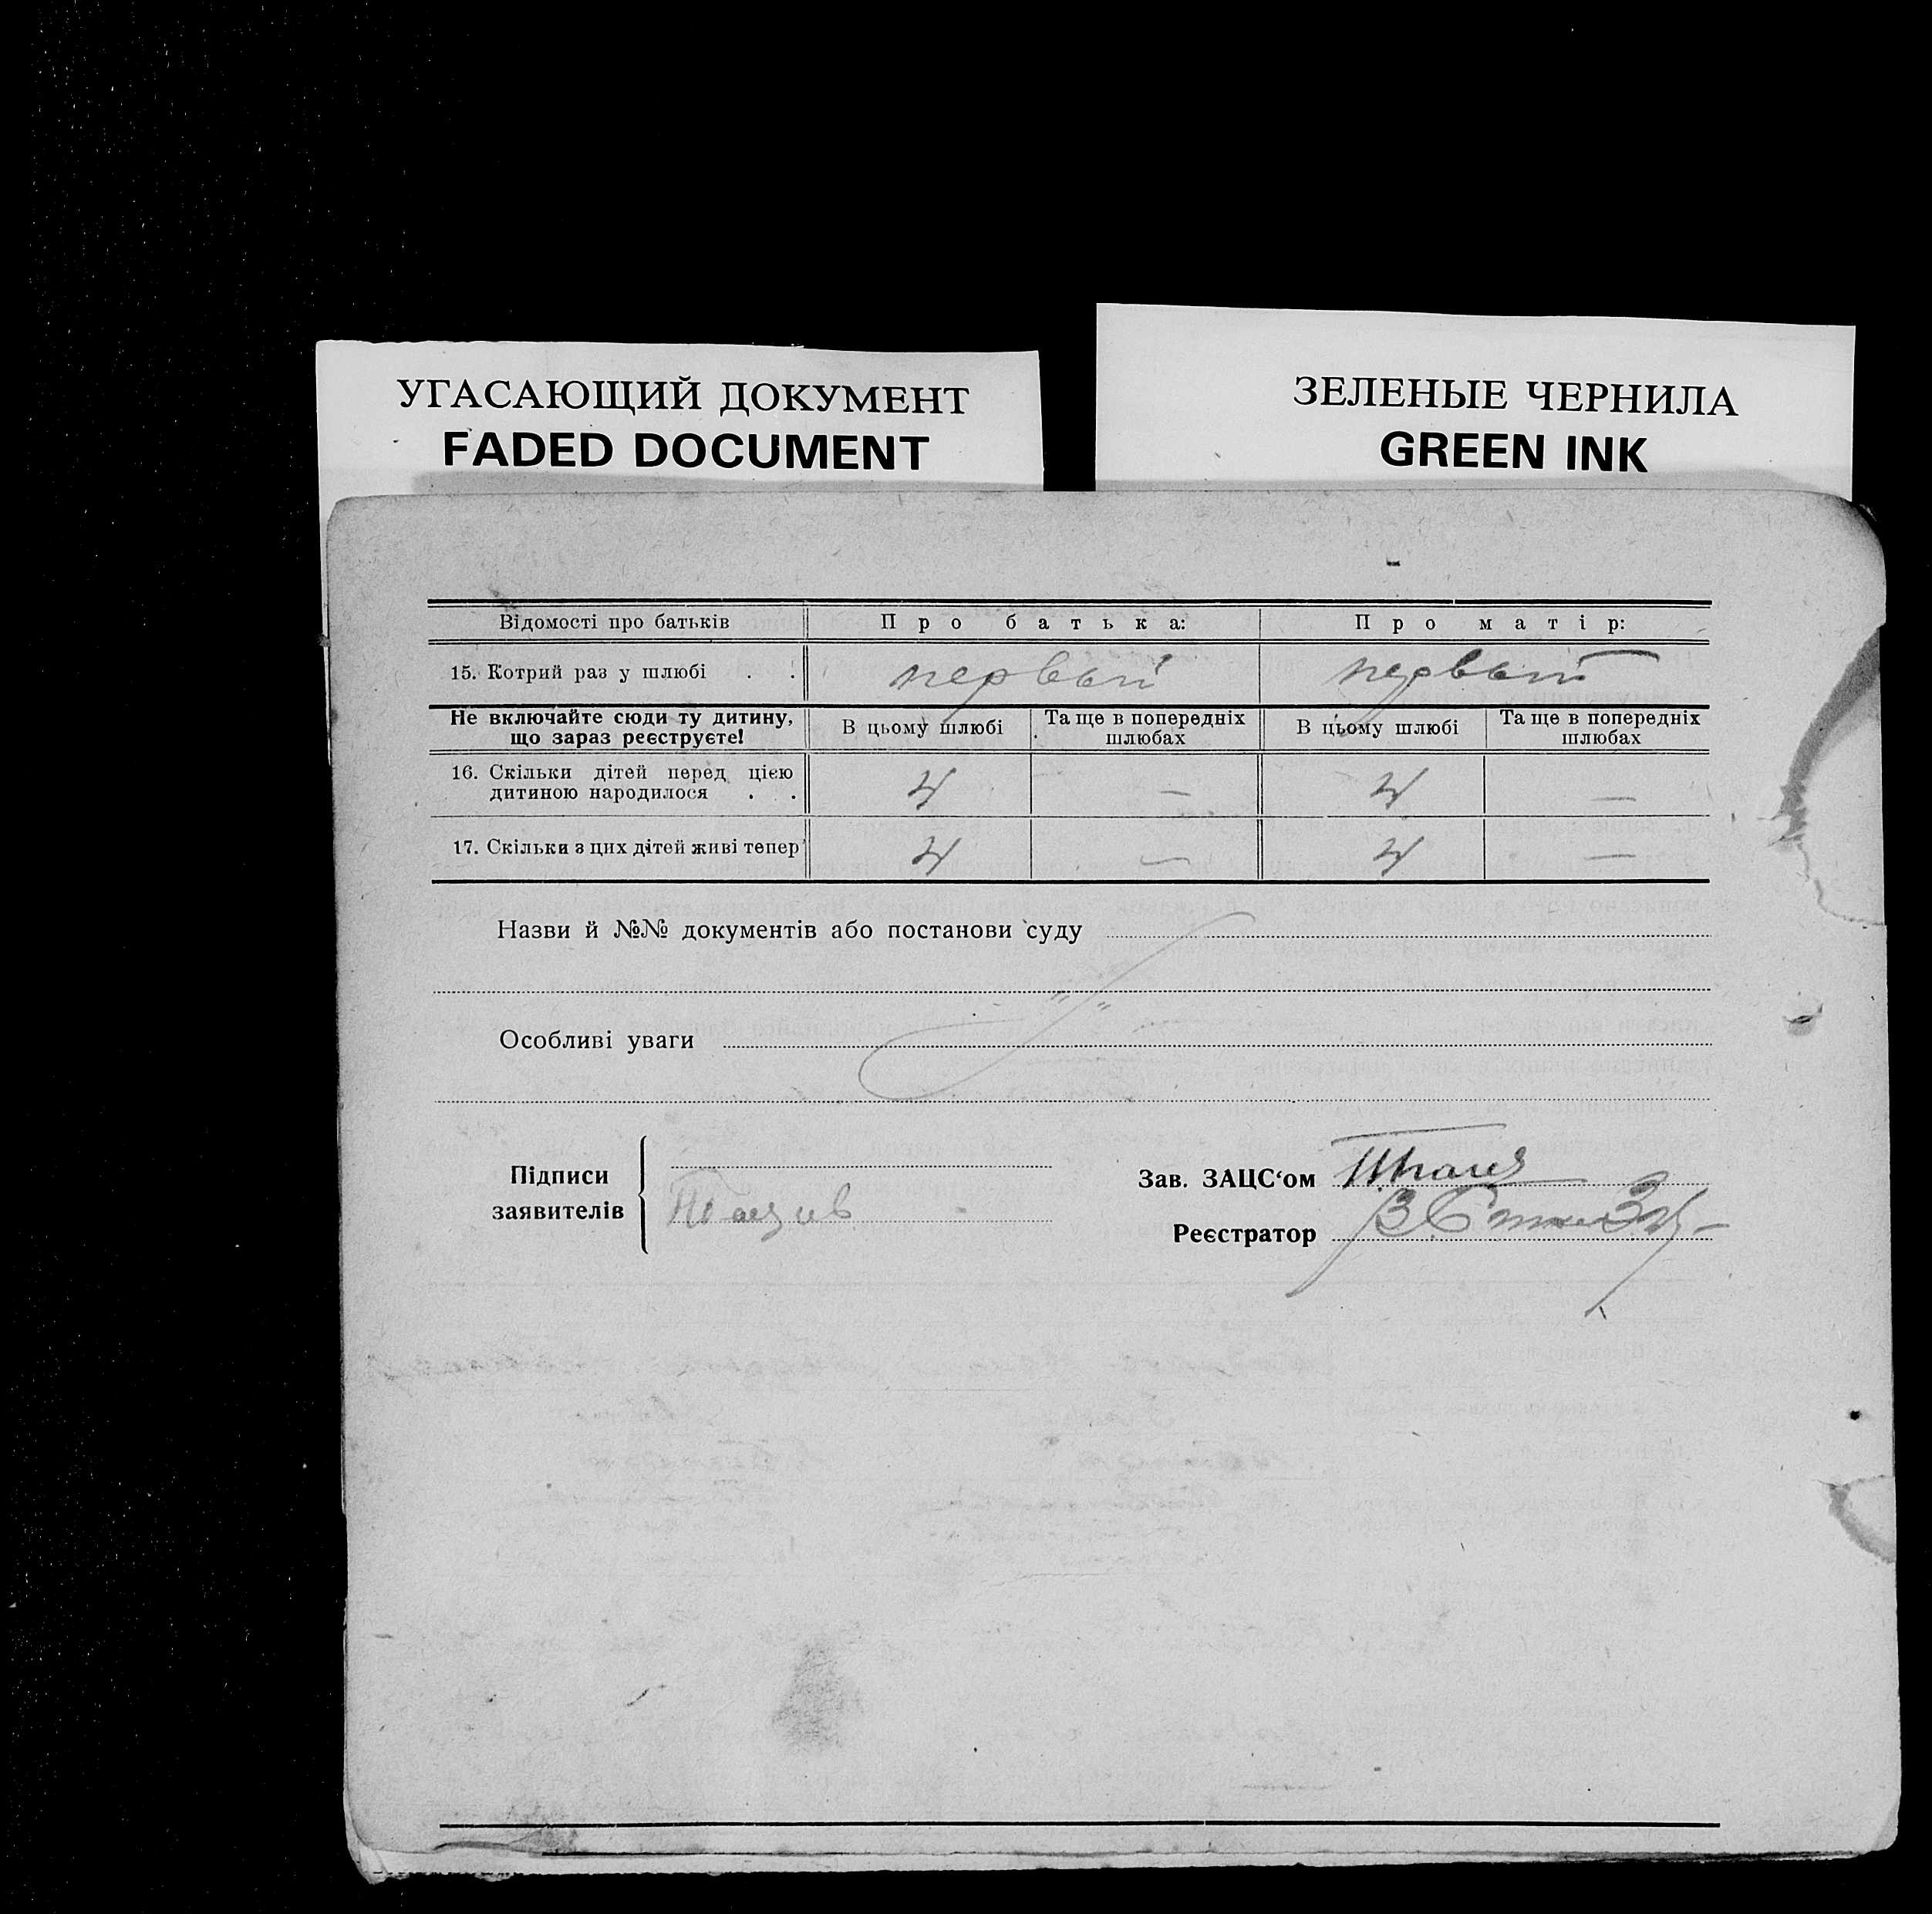 УГАСАЮЩИЙ ДОКУМЕНТ
FADED DOCUMENT
ЗЕЛЕНЫЕ ЧЕРНИЛА
GREEN INK
Відомості про батьків Про батька: Про матір:
15. Котрий раз у шлюбі . . первый первый
Не включайте сюди ту дитину, що зараз реєструєте! В цьому шлюбі Та ще в попередніх шлюбах В цьому шлюбі Та ще в попередніх шлюбах
16. Скільки дітей перед цією
дитиною народилося . . 4 — 4 —
17. Скільки з цих дітей живі тепер 4 — 4 —
Назви й №№ документів або постанови суду
Особливі уваги
Підписи
заявителів
Зав. ЗАЦС‘ом
Реєстратор